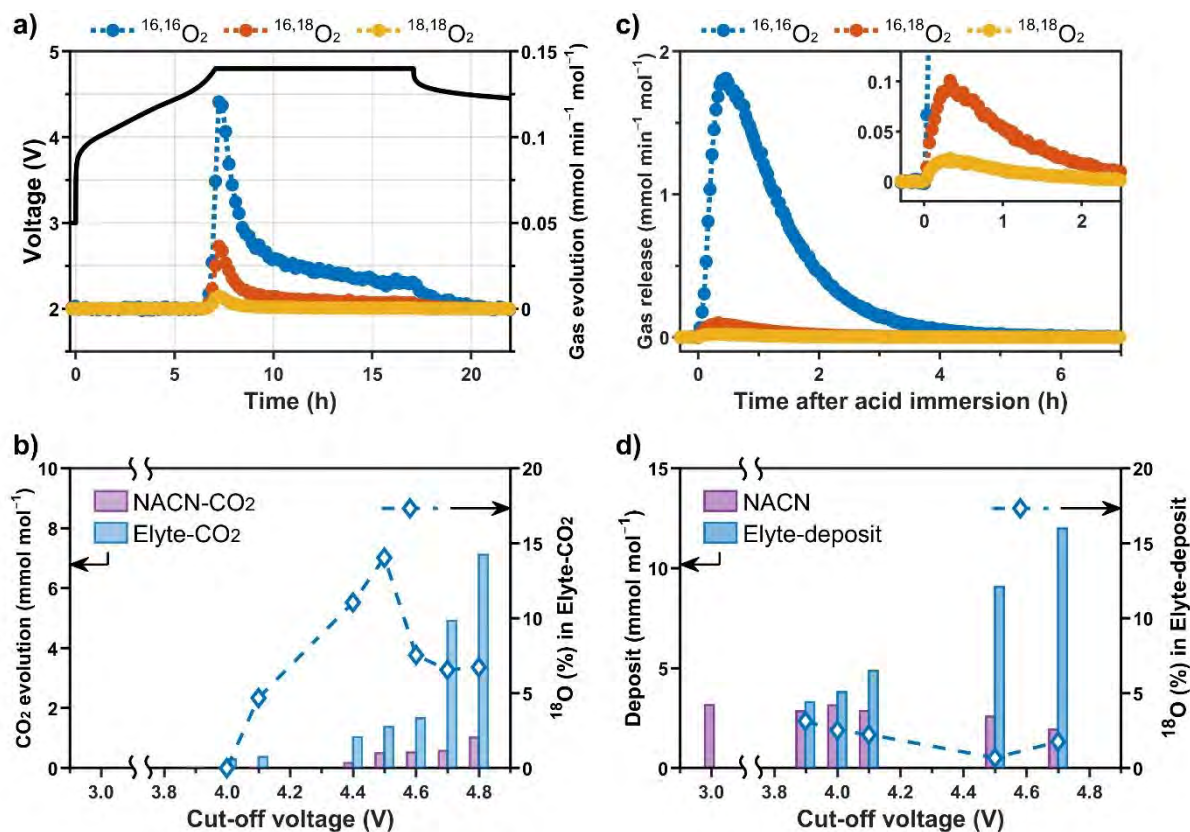 a)
¹⁶,¹⁶O₂ ¹⁶,¹⁸O₂ ¹⁸,¹⁸O₂
5
4
3
2
Voltage (V)
0.15
0.10
0.05
0
Gas evolution (mmol min⁻¹ mol⁻¹)
0 5 10 15 20
Time (h)
c)
¹⁶,¹⁶O₂ ¹⁶,¹⁸O₂ ¹⁸,¹⁸O₂
2
1
0
Gas release (mmol min⁻¹ mol⁻¹)
0.1
0.05
0
0 1 2
0 2 4 6
Time after acid immersion (h)
b)
10
8
6
4
2
0
CO₂ evolution (mmol mol⁻¹)
NACN-CO₂
Elyte-CO₂
20
15
10
5
0
¹⁸O (%) in Elyte-CO₂
3.0 3.8 4.0 4.2 4.4 4.6 4.8
Cut-off voltage (V)
d)
15
10
5
0
Deposit (mmol mol⁻¹)
NACN
Elyte-deposit
20
15
10
5
0
¹⁸O (%) in Elyte-deposit
3.0 3.8 4.0 4.2 4.4 4.6 4.8
Cut-off voltage (V)